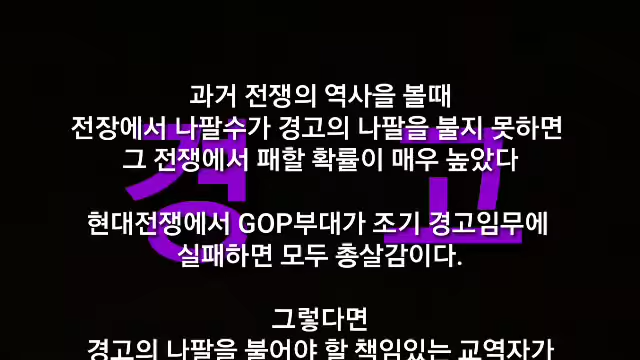 경고
과거 전쟁의 역사을 볼때
전장에서 나팔수가 경고의 나팔을 불지 못하면
그 전쟁에서 패할 확률이 매우 높았다
현대전쟁에서 GOP부대가 조기 경고임무에
실패하면 모두 총살감이다.
그렇다면
경고의 나팔을 불어야 할 책임있는 교역자가